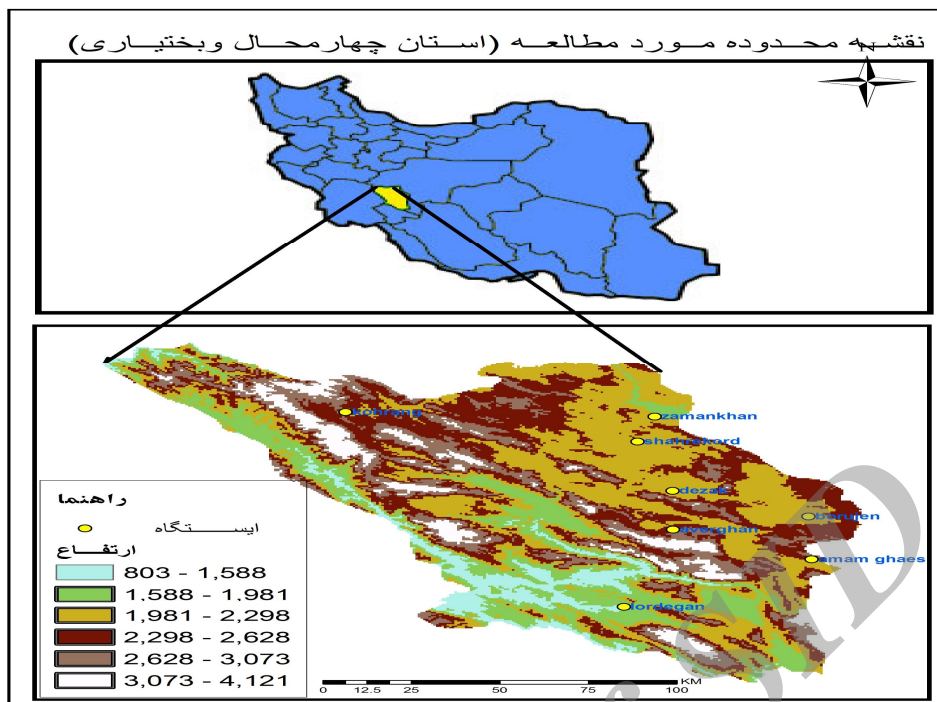 نقشه محدوده مورد مطالعه (استان چهارمحال وبختیاری)
N
kohrang
zamankhan
shahrekord
dezak
borujen
avarghan
emam ghaes
lordegan
راهنما
ایستگاه
ارتفاع
803 - 1,588
1,588 - 1,981
1,981 - 2,298
2,298 - 2,628
2,628 - 3,073
3,073 - 4,121
0 12.5 25 50 75 100 KM